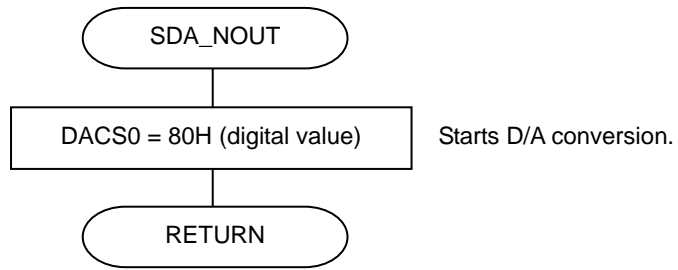 SDA_NOUT
DACS0 = 80H (digital value)
Starts D/A conversion.
RETURN